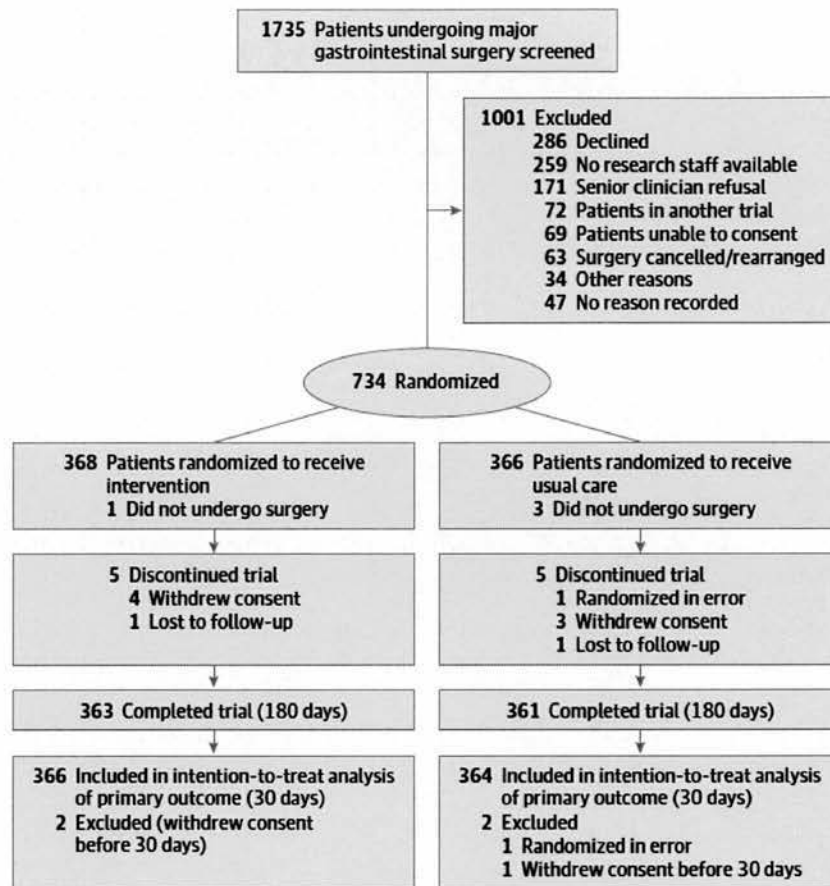 1735 Patients undergoing major
gastrointestinal surgery screened
1001 Excluded
286 Declined
259 No research staff available
171 Senior clinician refusal
72 Patients in another trial
69 Patients unable to consent
63 Surgery cancelled/rearranged
34 Other reasons
47 No reason recorded
734 Randomized
368 Patients randomized to receive
intervention
1 Did not undergo surgery
366 Patients randomized to receive
usual care
3 Did not undergo surgery
5 Discontinued trial
4 Withdrew consent
1 Lost to follow-up
5 Discontinued trial
1 Randomized in error
3 Withdrew consent
1 Lost to follow-up
363 Completed trial (180 days)
361 Completed trial (180 days)
366 Included in intention-to-treat analysis
of primary outcome (30 days)
2 Excluded (withdrew consent
before 30 days)
364 Included in intention-to-treat analysis
of primary outcome (30 days)
2 Excluded
1 Randomized in error
1 Withdrew consent before 30 days